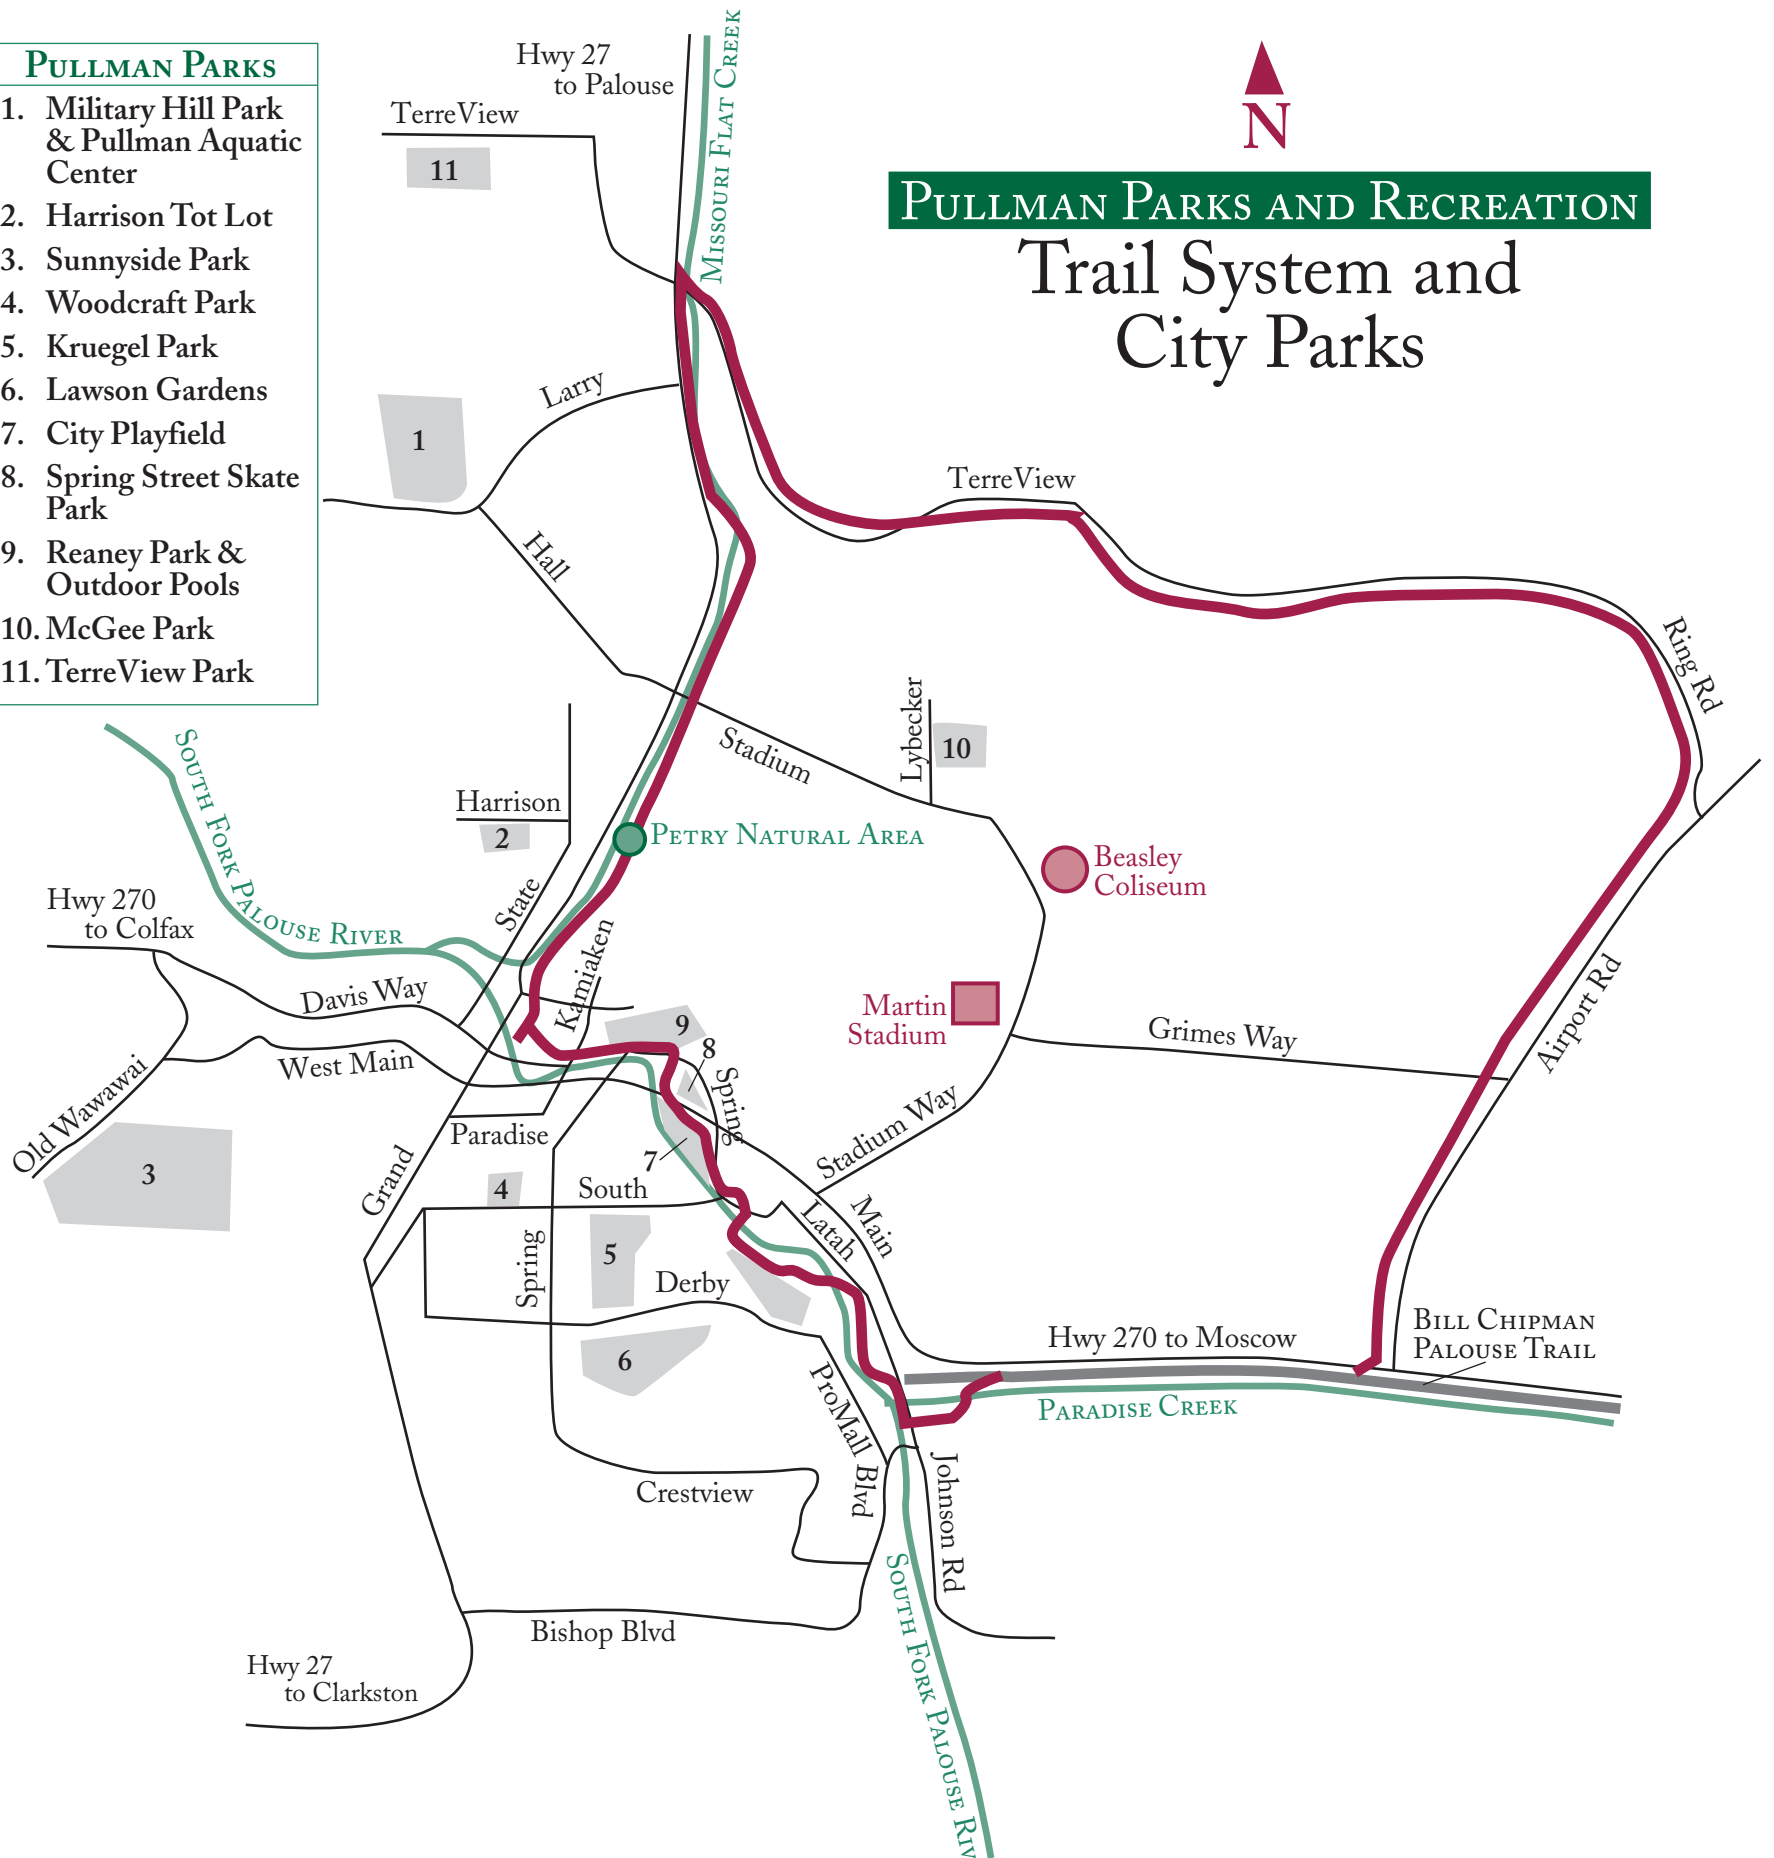 PULLMAN PARKS
1. Military Hill Park
& Pullman Aquatic
Center
2. Harrison Tot Lot
3. Sunnyside Park
4. Woodcraft Park
5. Kruegel Park
6. Lawson Gardens
7. City Playfield
8. Spring Street Skate
Park
9. Reaney Park &
Outdoor Pools
10. McGee Park
11. TerreView Park
N
PULLMAN PARKS AND RECREATION
Trail System and
City Parks
Hwy 27
to Palouse
MISSOURI FLAT CREEK
TerreView
11
Larry
1
TerreView
Hall
Ring Rd
Stadium
Lybecker
10
SOUTH FORK PALOUSE RIVER
Harrison
2
PETRY NATURAL AREA
Beasley
Coliseum
State
Hwy 270
to Colfax
Kamiaken
Davis Way
Martin
Stadium
9
8
Grimes Way
Airport Rd
West Main
Spring
Old Wawawai
Stadium Way
Paradise
3
7
Grand
4
South
Main
Latah
Spring
5
Derby
6
Hwy 270 to Moscow
BILL CHIPMAN
PALOUSE TRAIL
ProMall Blvd
PARADISE CREEK
Crestview
Johnson Rd
Bishop Blvd
Hwy 27
to Clarkston
SOUTH FORK PALOUSE RIV